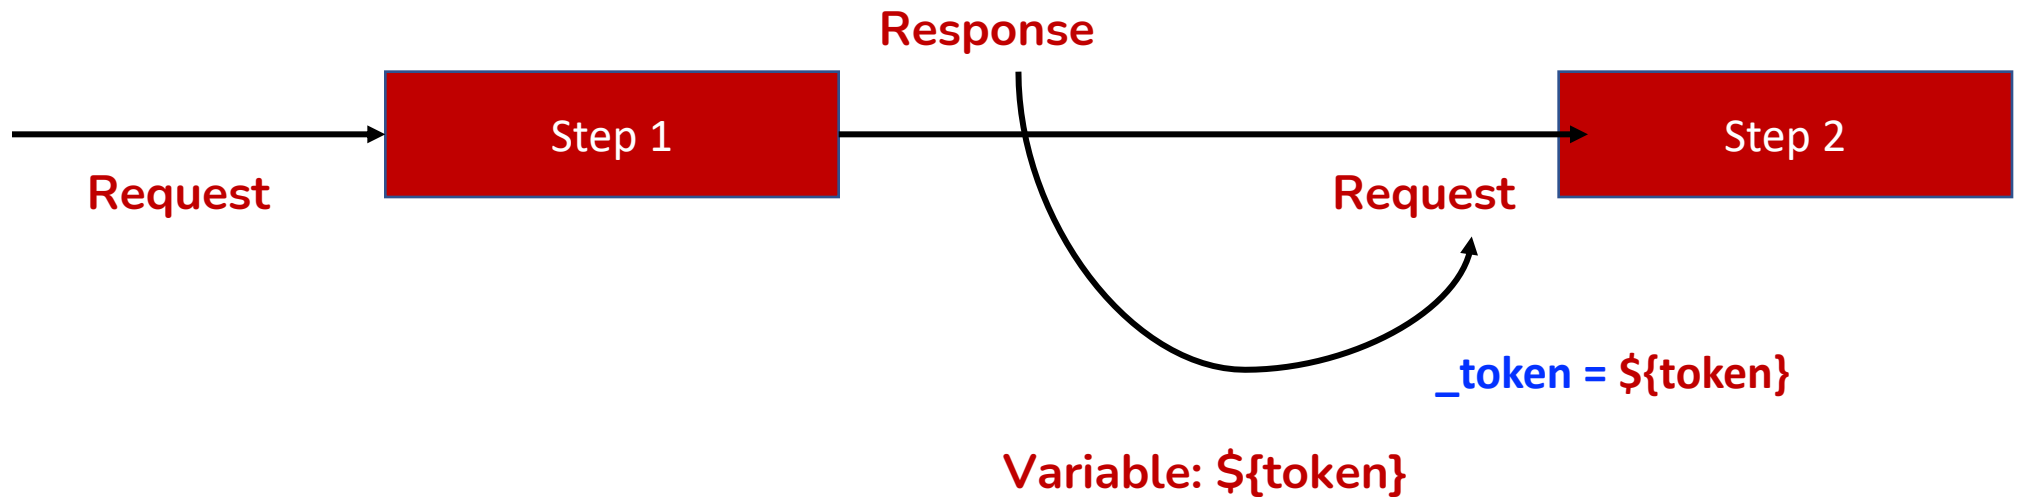 Response
Step 1
Step 2
Request
Request
_token = ${token}
Variable: ${token}